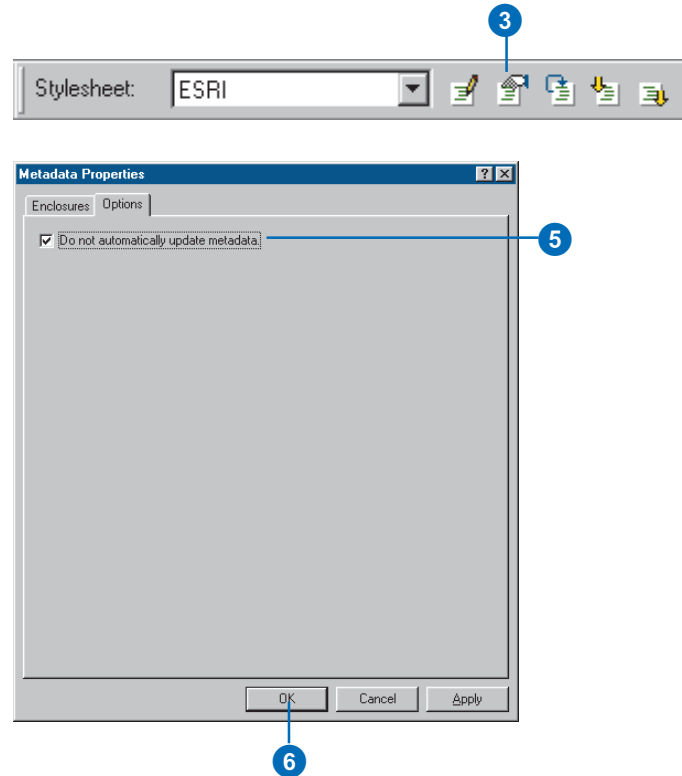 3
Stylesheet: ESRI
Metadata Properties
Enclosures Options
Do not automatically update metadata.
5
OK Cancel Apply
6